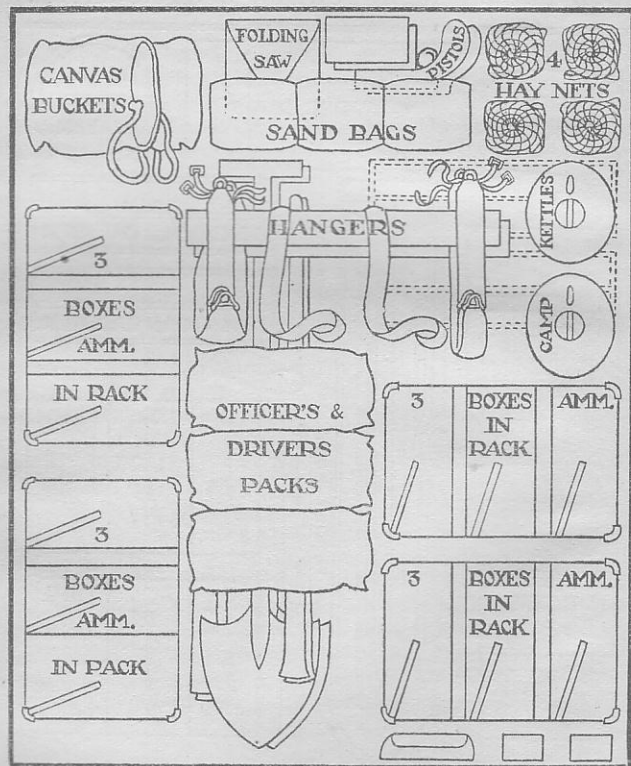 CANVAS
BUCKETS
FOLDING
SAW
PISTOLS
SAND BAGS
4
HAY NETS
HANGERS
KETTLES
CAMP
3
BOXES
AMM.
IN RACK
OFFICER'S &
DRIVERS
PACKS
3 BOXES AMM.
IN
RACK
3
BOXES
AMM.
IN PACK
3 BOXES AMM.
IN
RACK